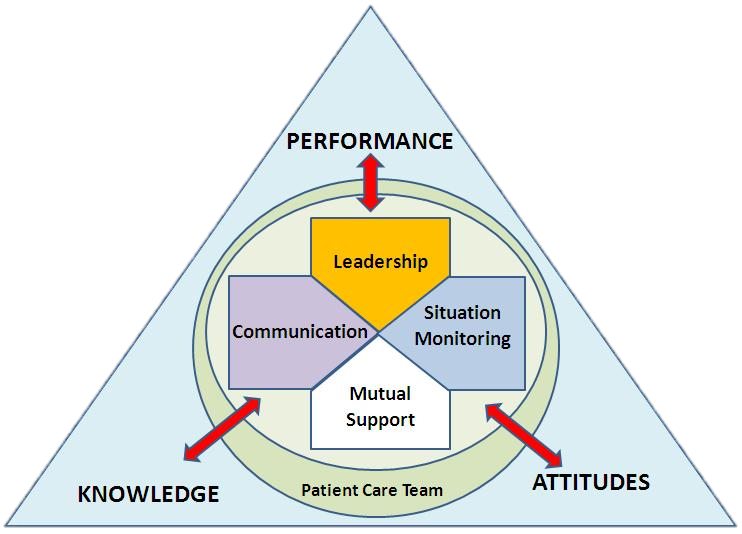 PERFORMANCE
Leadership
Communication
Situation
Monitoring
Mutual
Support
Patient Care Team
KNOWLEDGE
ATTITUDES